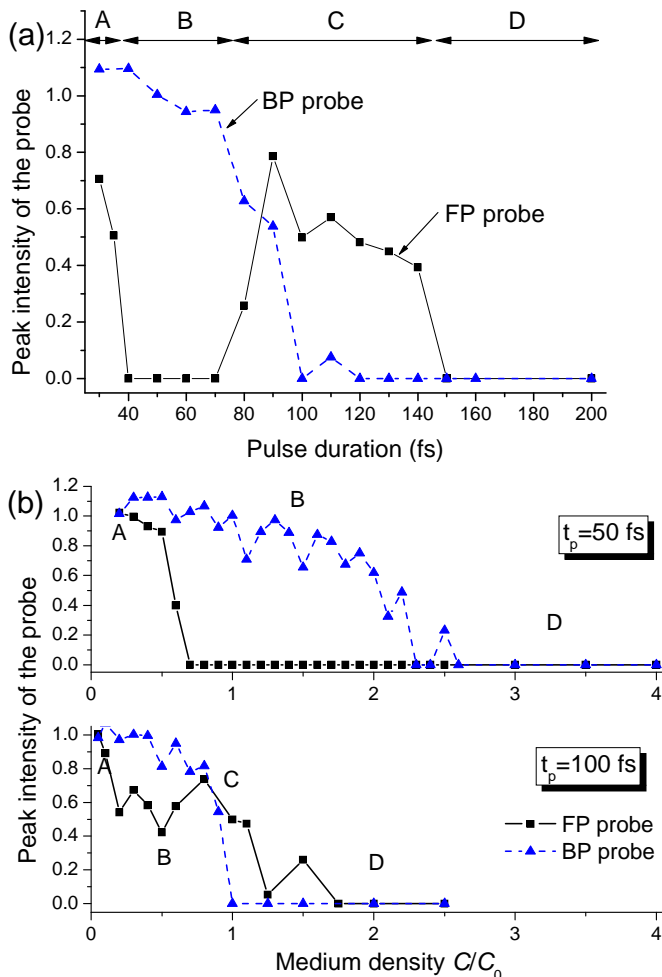 (a)
A B C D
1.2
1.0
0.8
0.6
0.4
0.2
0.0
Peak intensity of the probe
BP probe
FP probe
40 60 80 100 120 140 160 180 200
Pulse duration (fs)
(b)
1.2
1.0
0.8
0.6
0.4
0.2
0.0
A
B
D
t_p=50 fs
0 1 2 3 4
Peak intensity of the probe
1.0
0.8
0.6
0.4
0.2
0.0
A
B
C
D
t_p=100 fs
FP probe
BP probe
0 1 2 3 4
Medium density C/C_0